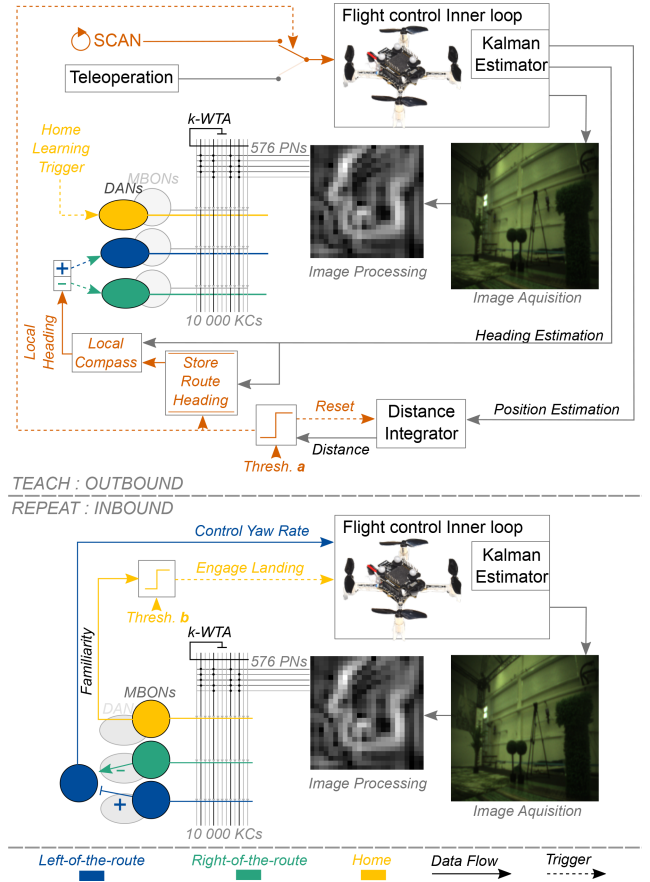 Flight control Inner loop
SCAN
Kalman
Estimator
Teleoperation
k-WTA
576 PNs
Home
Learning
Trigger
MBONs
DANs
+
−
Image Processing
Image Aquisition
10 000 KCs
Local
Heading
Local
Compass
Heading Estimation
Store
Route
Heading
Reset
Distance
Integrator
Position Estimation
Distance
Thresh. a
TEACH : OUTBOUND
REPEAT : INBOUND
Control Yaw Rate
Flight control Inner loop
Kalman
Estimator
Engage Landing
Thresh. b
k-WTA
576 PNs
Familiarity
MBONs
DAN
−
+
Image Processing
Image Aquisition
10 000 KCs
Left-of-the-route
Right-of-the-route
Home
Data Flow
Trigger